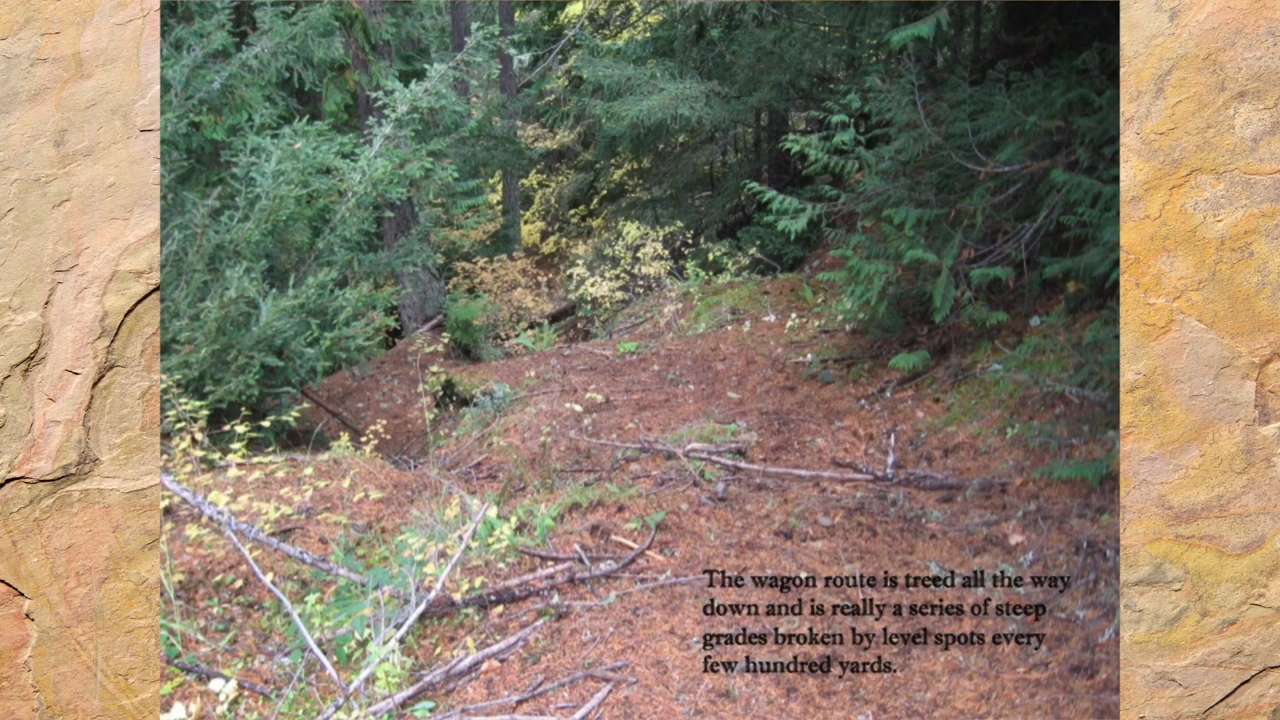 The wagon route is treed all the way
down and is really a series of steep
grades broken by level spots every
few hundred yards.